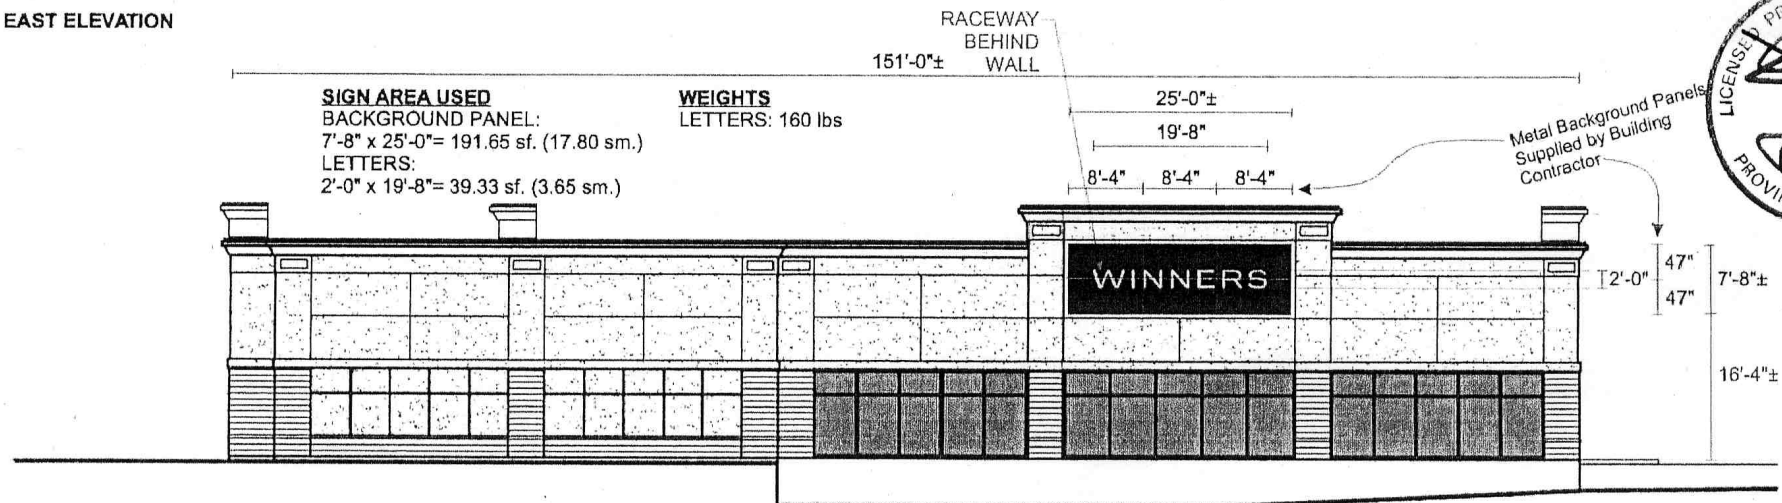 EAST ELEVATION
RACEWAY
BEHIND
WALL
151'-0"±
SIGN AREA USED
BACKGROUND PANEL:
7'-8" x 25'-0"= 191.65 sf. (17.80 sm.)
LETTERS:
2'-0" x 19'-8"= 39.33 sf. (3.65 sm.)
WEIGHTS
LETTERS: 160 lbs
25'-0"±
19'-8"
8'-4" 8'-4" 8'-4"
Metal Background Panels
Supplied by Building
Contractor
LICENSED
WINNERS
2'-0"
47"
47"
7'-8"±
16'-4"±